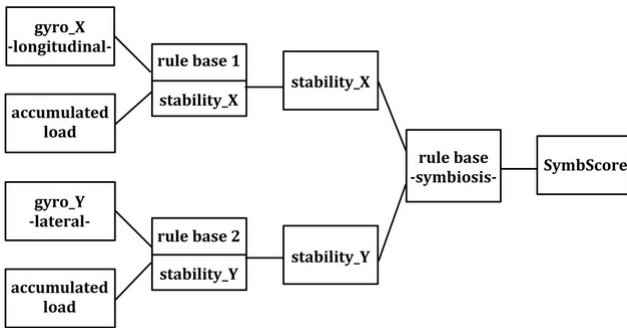 gyro_X
-longitudinal-
accumulated
load
rule base 1
stability_X
stability_X
gyro_Y
-lateral-
accumulated
load
rule base 2
stability_Y
stability_Y
rule base
-symbiosis-
SymbScore